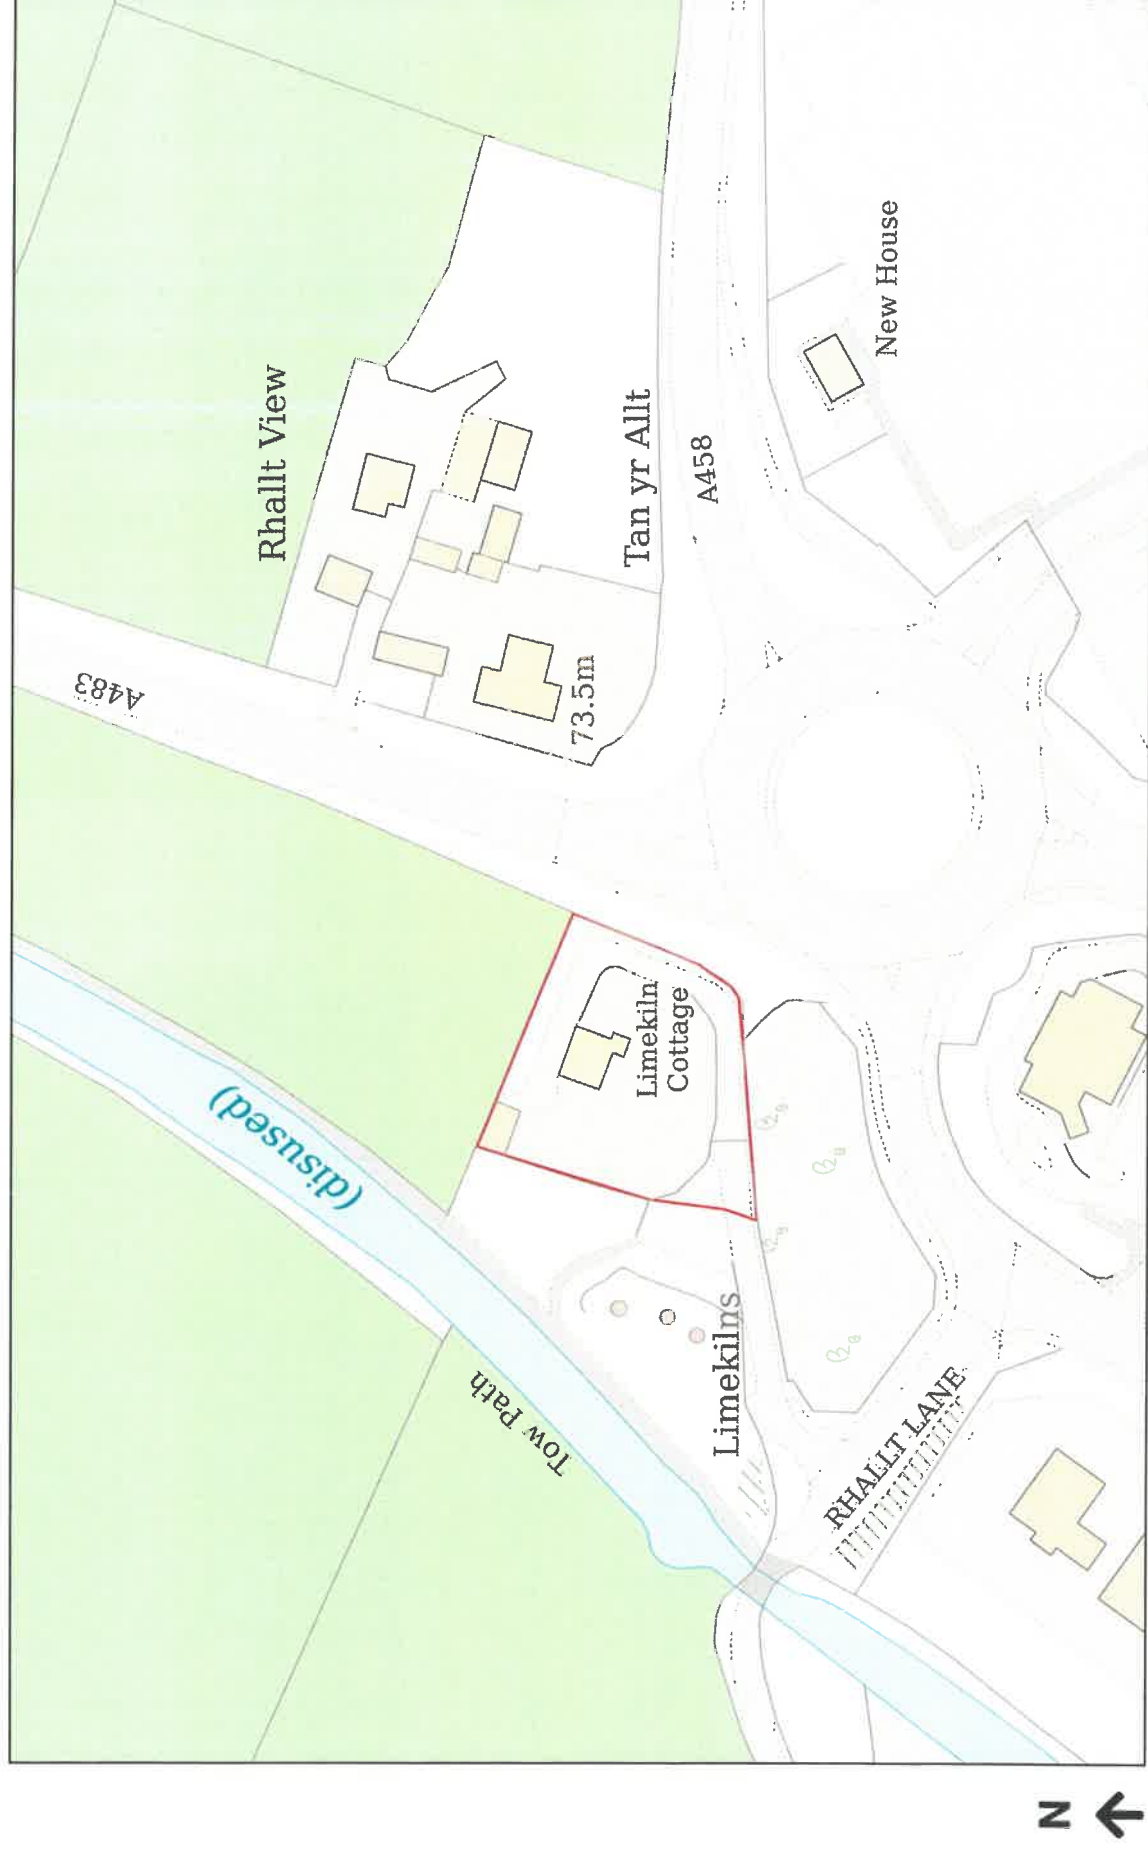 Rhallt View
A483
Tan yr Allt
A458
New House
73.5m
Limekiln
Cottage
(disused)
Tow Path
Limekilns
RHALLT LANE
N